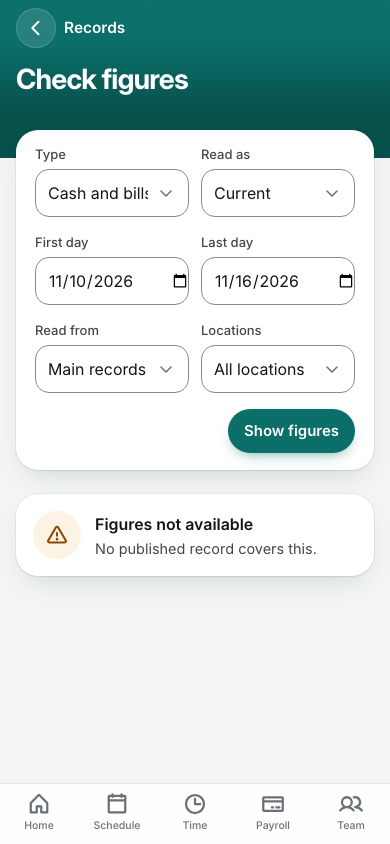 Records
Check figures
Type
Read as
Cash and bills
Current
First day
Last day
11/10/2026
11/16/2026
Read from
Locations
Main records
All locations
Show figures
Figures not available
No published record covers this.
Home
Schedule
Time
Payroll
Team